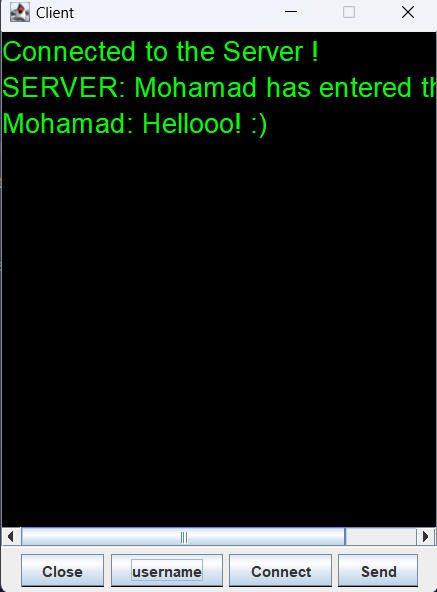 Client
Connected to the Server !
SERVER: Mohamad has entered th
Mohamad: Hellooo! :)
Close username Connect Send